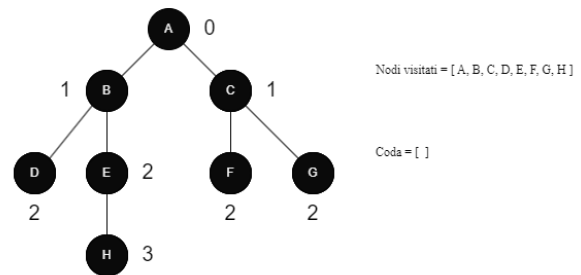 A 0
1 B C 1
D E 2 F G
2 2 2
H 3
Nodi visitati = [ A, B, C, D, E, F, G, H ]
Coda = [ ]